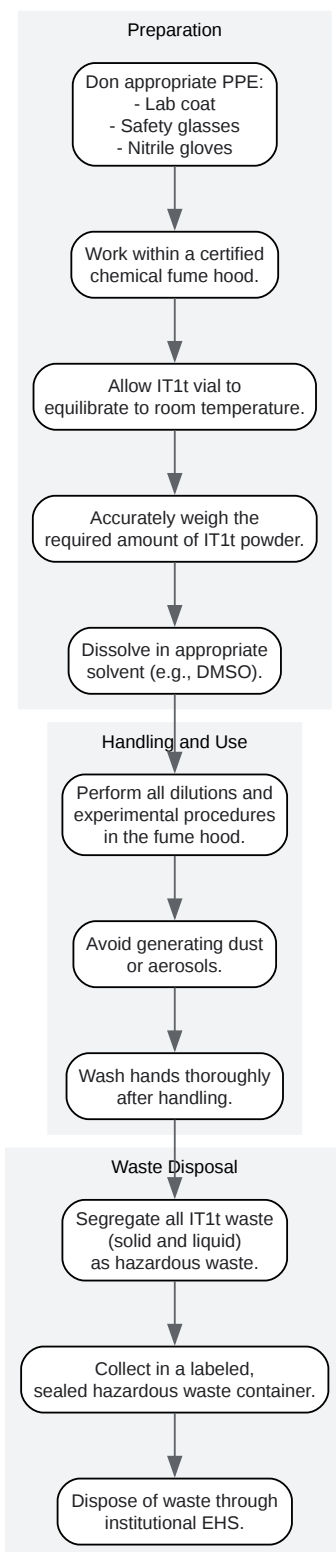 Preparation
Don appropriate PPE:
- Lab coat
- Safety glasses
- Nitrile gloves
Work within a certified
chemical fume hood.
Allow IT1t vial to
equilibrate to room temperature.
Accurately weigh the
required amount of IT1t powder.
Dissolve in appropriate
solvent (e.g., DMSO).
Handling and Use
Perform all dilutions and
experimental procedures
in the fume hood.
Avoid generating dust
or aerosols.
Wash hands thoroughly
after handling.
Waste Disposal
Segregate all IT1t waste
(solid and liquid)
as hazardous waste.
Collect in a labeled,
sealed hazardous waste container.
Dispose of waste through
institutional EHS.